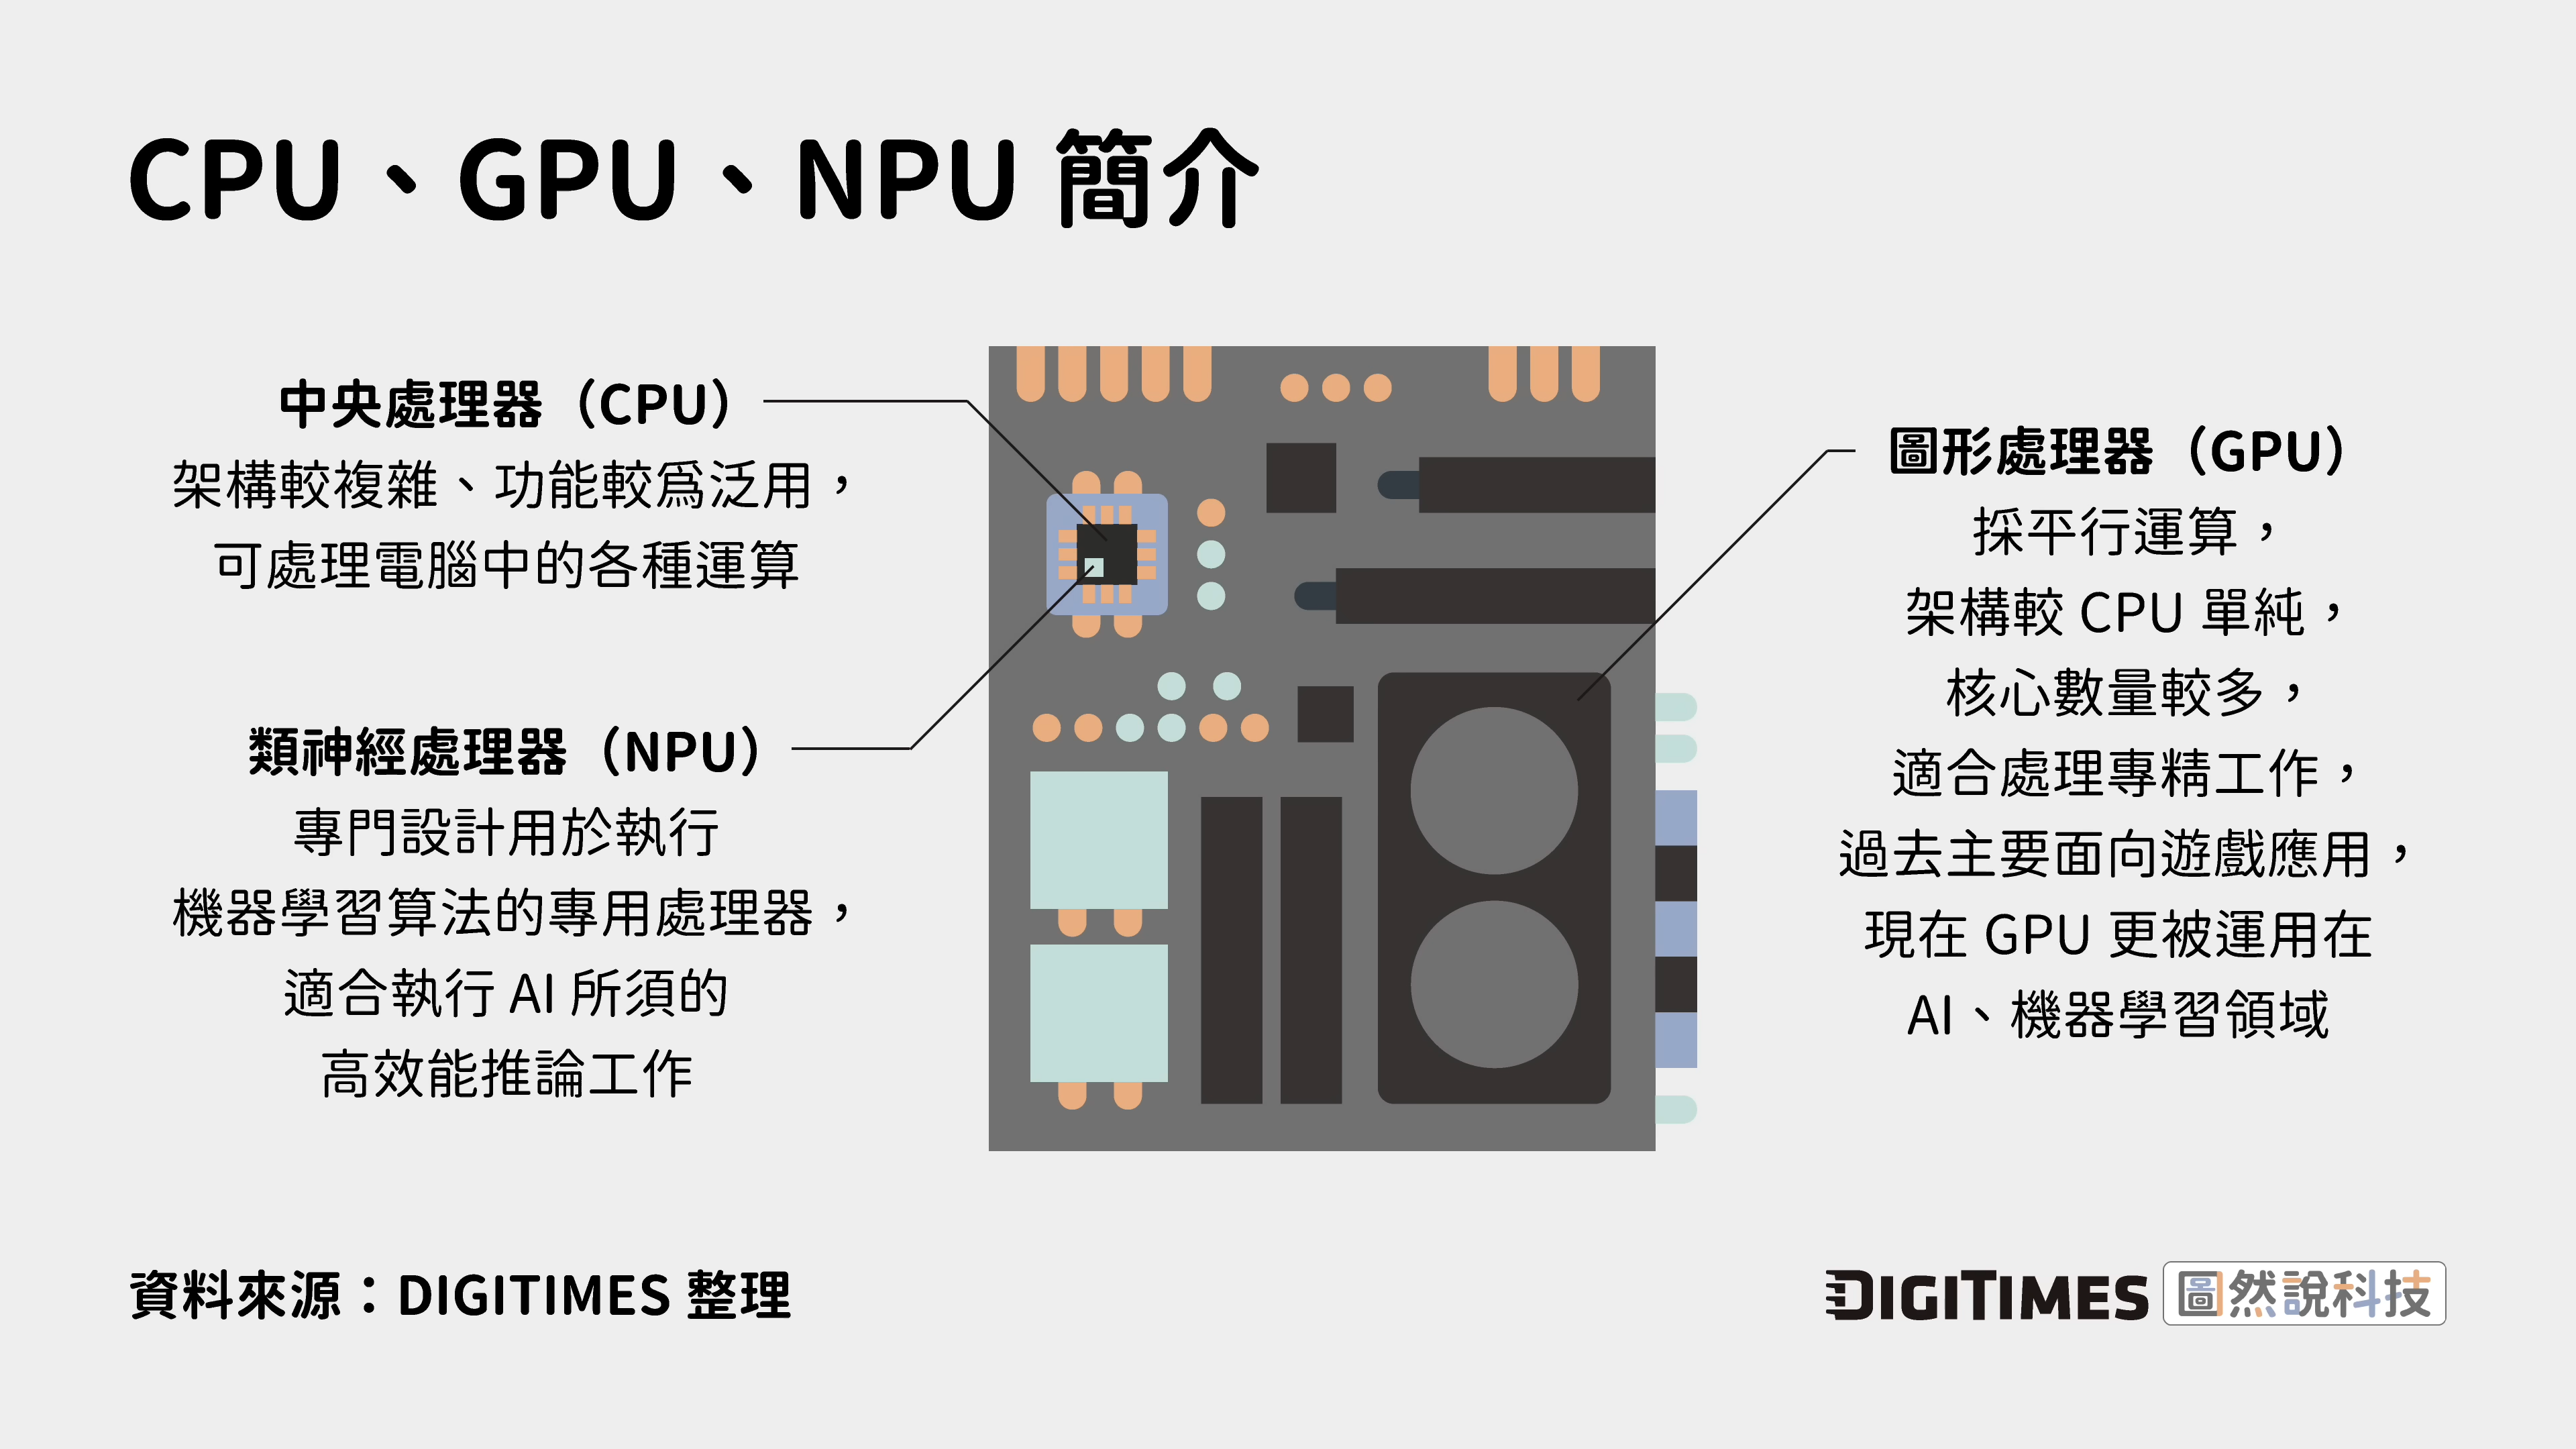 CPU、GPU、NPU 簡介
中央處理器（CPU）
架構較複雜、功能較為泛用，
可處理電腦中的各種運算
類神經處理器（NPU）
專門設計用於執行
機器學習算法的專用處理器，
適合執行 AI 所須的
高效能推論工作
圖形處理器（GPU）
採平行運算，
架構較 CPU 單純，
核心數量較多，
適合處理專精工作，
過去主要面向遊戲應用，
現在 GPU 更被運用在
AI、機器學習領域
資料來源：DIGITIMES 整理
DIGITIMES 圖然說科技